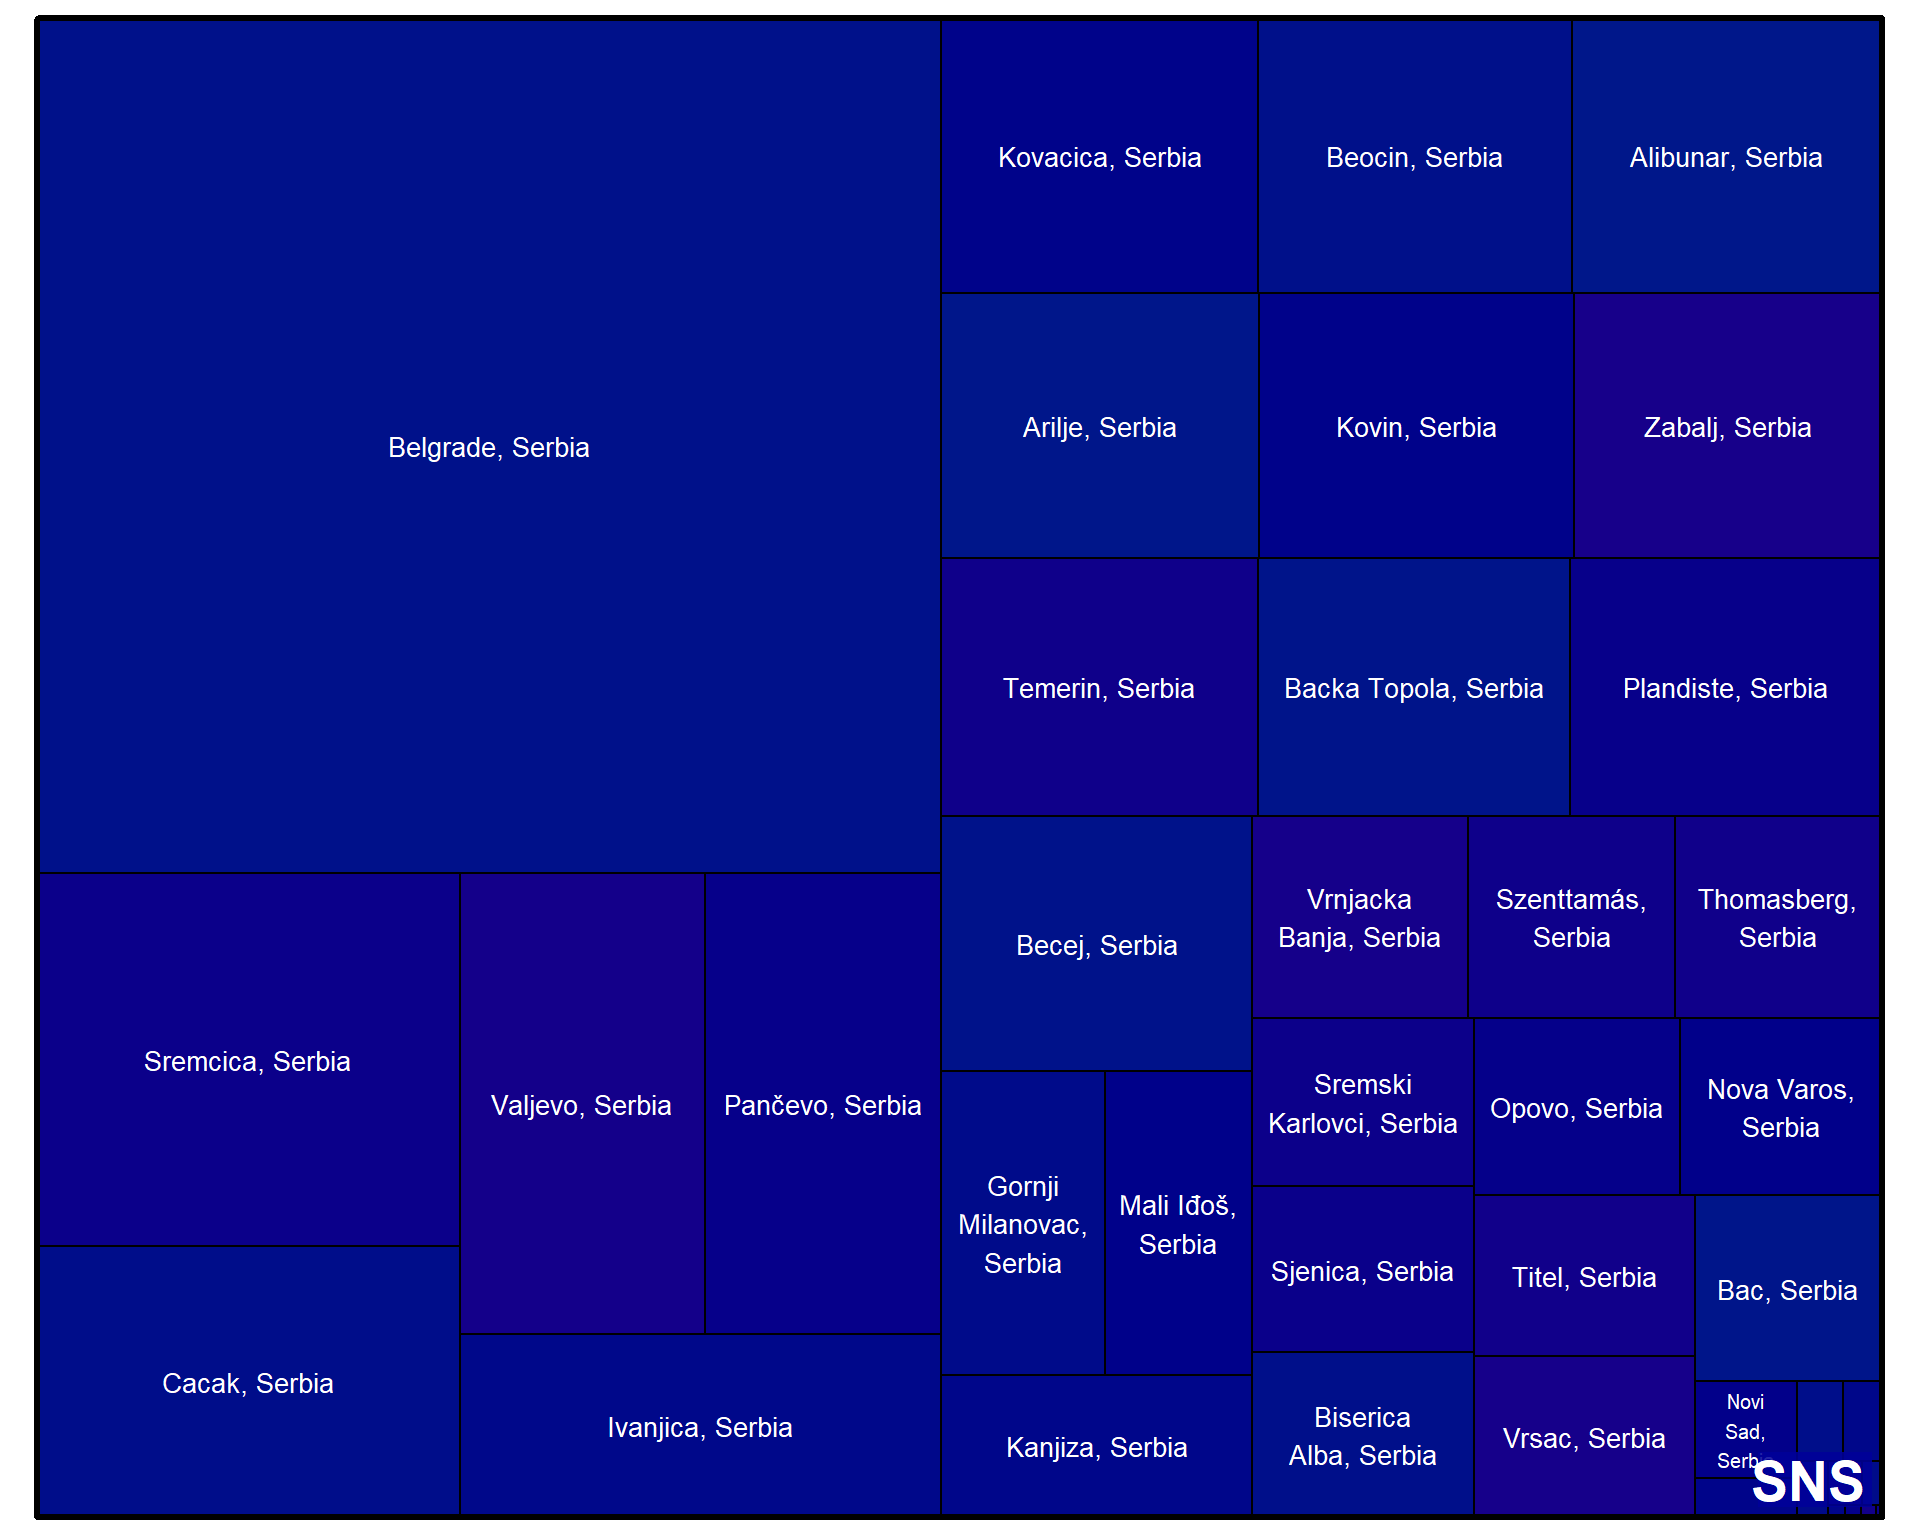 Belgrade, Serbia
Kovacica, Serbia
Beocin, Serbia
Alibunar, Serbia
Arilje, Serbia
Kovin, Serbia
Zabalj, Serbia
Temerin, Serbia
Backa Topola, Serbia
Plandiste, Serbia
Sremcica, Serbia
Valjevo, Serbia
Pančevo, Serbia
Cacak, Serbia
Ivanjica, Serbia
Becej, Serbia
Vrnjacka
Banja, Serbia
Szenttamás,
Serbia
Thomasberg,
Serbia
Gornji
Milanovac,
Serbia
Mali Iđoš,
Serbia
Kanjiza, Serbia
Sremski
Karlovci, Serbia
Opovo, Serbia
Nova Varos,
Serbia
Sjenica, Serbia
Titel, Serbia
Bac, Serbia
Biserica
Alba, Serbia
Vrsac, Serbia
Novi
Sad,
Serbia
SNS